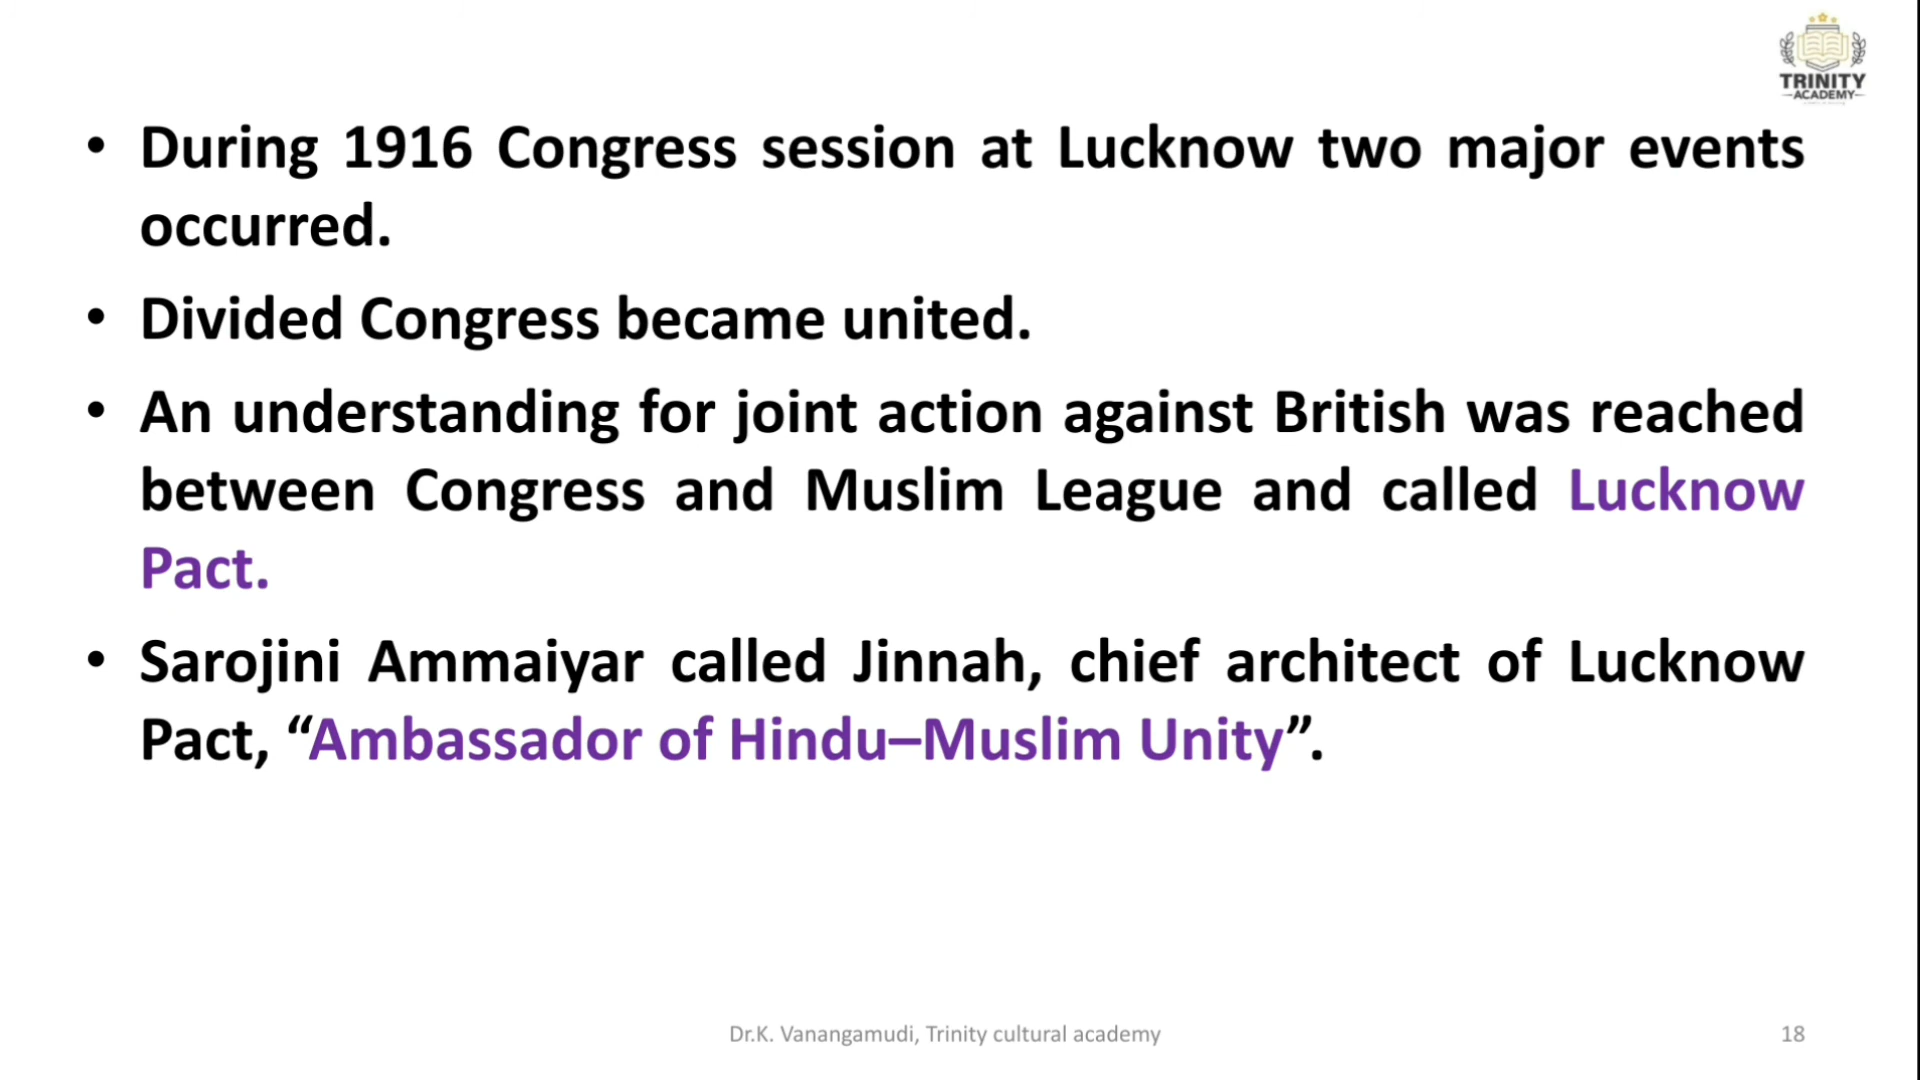 TRINITY
ACADEMY
• During 1916 Congress session at Lucknow two major events
occurred.
• Divided Congress became united.
• An understanding for joint action against British was reached
between Congress and Muslim League and called Lucknow
Pact.
• Sarojini Ammaiyar called Jinnah, chief architect of Lucknow
Pact, “Ambassador of Hindu–Muslim Unity”.
Dr.K. Vanangamudi, Trinity cultural academy
18